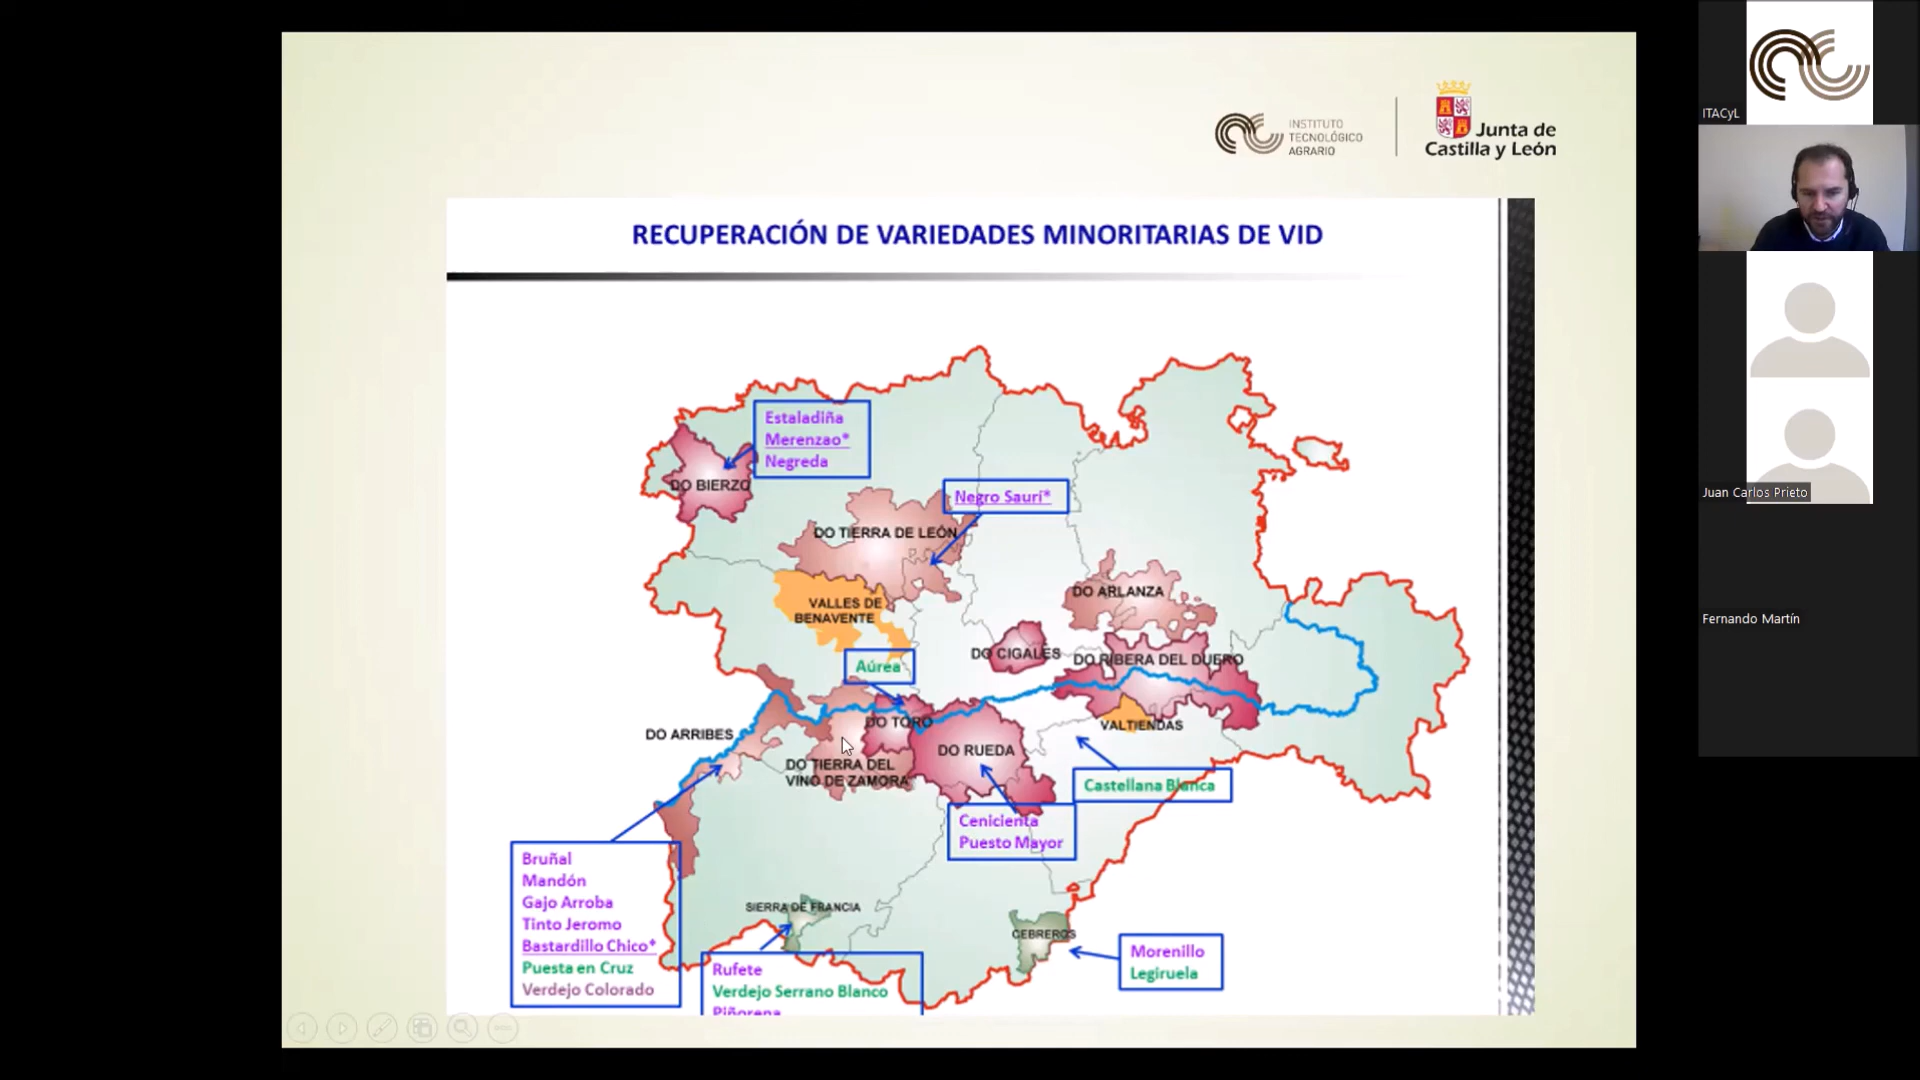 INSTITUTO
TECNOLÓGICO
AGRARIO
Junta de
Castilla y León
RECUPERACIÓN DE VARIEDADES MINORITARIAS DE VID
Estaladiña
Merenzao*
Negreda
DO BIERZO
Negro Saurí*
DO TIERRA DE LEÓN
VALLES DE
BENAVENTE
DO ARLANZA
DO CIGALES
DO RIBERA DEL DUERO
Aúrea
DO TORO
VALTIENDAS
DO ARRIBES
DO RUEDA
DO TIERRA DEL
VINO DE ZAMORA
Castellana Blanca
Cenicienta
Puesto Mayor
Bruñal
Mandón
Gajo Arroba
Tinto Jeromo
Bastardillo Chico*
Puesta en Cruz
Verdejo Colorado
SIERRA DE FRANCIA
Rufete
Verdejo Serrano Blanco
Piñorana
CEBREROS
Morenillo
Legiruela
ITACyL
Juan Carlos Prieto
Fernando Martín